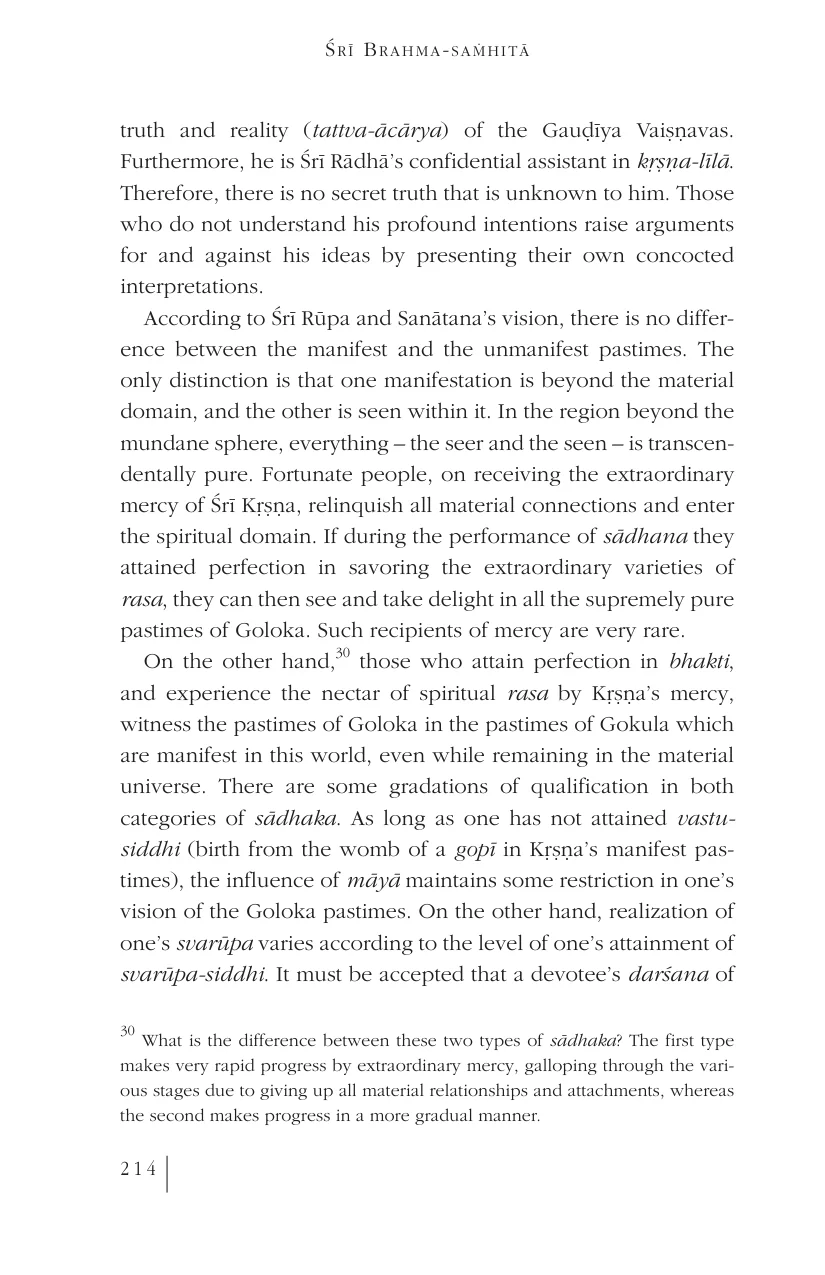 ŚRĪ BRAHMA-SAṀHITĀ
truth and reality (tattva-ācārya) of the Gauḍīya Vaiṣṇavas.
Furthermore, he is Śrī Rādhā’s confidential assistant in kṛṣṇa-līlā.
Therefore, there is no secret truth that is unknown to him. Those
who do not understand his profound intentions raise arguments
for and against his ideas by presenting their own concocted
interpretations.
According to Śrī Rūpa and Sanātana’s vision, there is no differ-
ence between the manifest and the unmanifest pastimes. The
only distinction is that one manifestation is beyond the material
domain, and the other is seen within it. In the region beyond the
mundane sphere, everything – the seer and the seen – is transcen-
dentally pure. Fortunate people, on receiving the extraordinary
mercy of Śrī Kṛṣṇa, relinquish all material connections and enter
the spiritual domain. If during the performance of sādhana they
attained perfection in savoring the extraordinary varieties of
rasa, they can then see and take delight in all the supremely pure
pastimes of Goloka. Such recipients of mercy are very rare.
On the other hand,30 those who attain perfection in bhakti,
and experience the nectar of spiritual rasa by Kṛṣṇa’s mercy,
witness the pastimes of Goloka in the pastimes of Gokula which
are manifest in this world, even while remaining in the material
universe. There are some gradations of qualification in both
categories of sādhaka. As long as one has not attained vastu-
siddhi (birth from the womb of a gopī in Kṛṣṇa’s manifest pas-
times), the influence of māyā maintains some restriction in one’s
vision of the Goloka pastimes. On the other hand, realization of
one’s svarūpa varies according to the level of one’s attainment of
svarūpa-siddhi. It must be accepted that a devotee’s darśana of
30 What is the difference between these two types of sādhaka? The first type
makes very rapid progress by extraordinary mercy, galloping through the vari-
ous stages due to giving up all material relationships and attachments, whereas
the second makes progress in a more gradual manner.
214